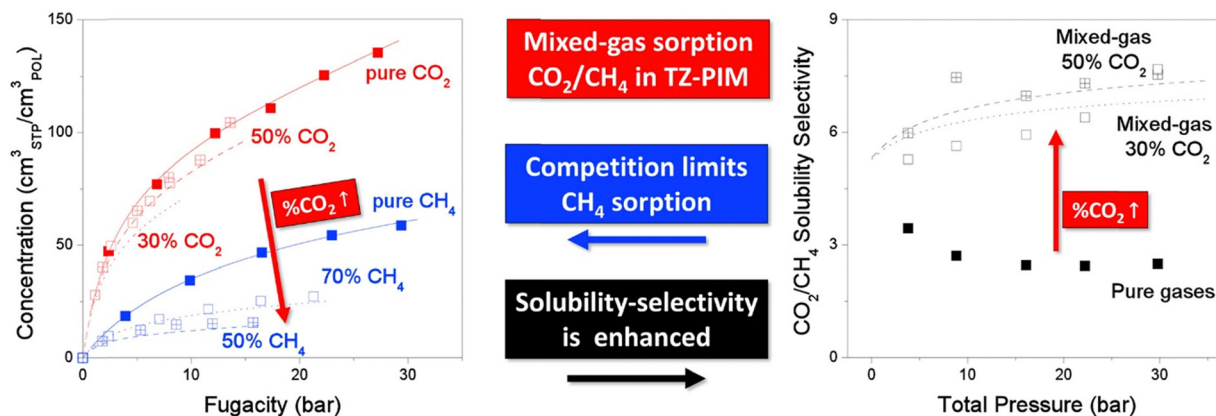 Concentration (cm³STP/cm³POL)
150
100
50
0
0
10
20
30
Fugacity (bar)
pure CO₂
50% CO₂
30% CO₂
%CO₂ ↑
pure CH₄
70% CH₄
50% CH₄
Mixed-gas sorption
CO₂/CH₄ in TZ-PIM
Competition limits
CH₄ sorption
Solubility-selectivity
is enhanced
CO₂/CH₄ Solubility Selectivity
9
6
3
0
0
10
20
30
Total Pressure (bar)
Mixed-gas
50% CO₂
Mixed-gas
30% CO₂
%CO₂ ↑
Pure gases